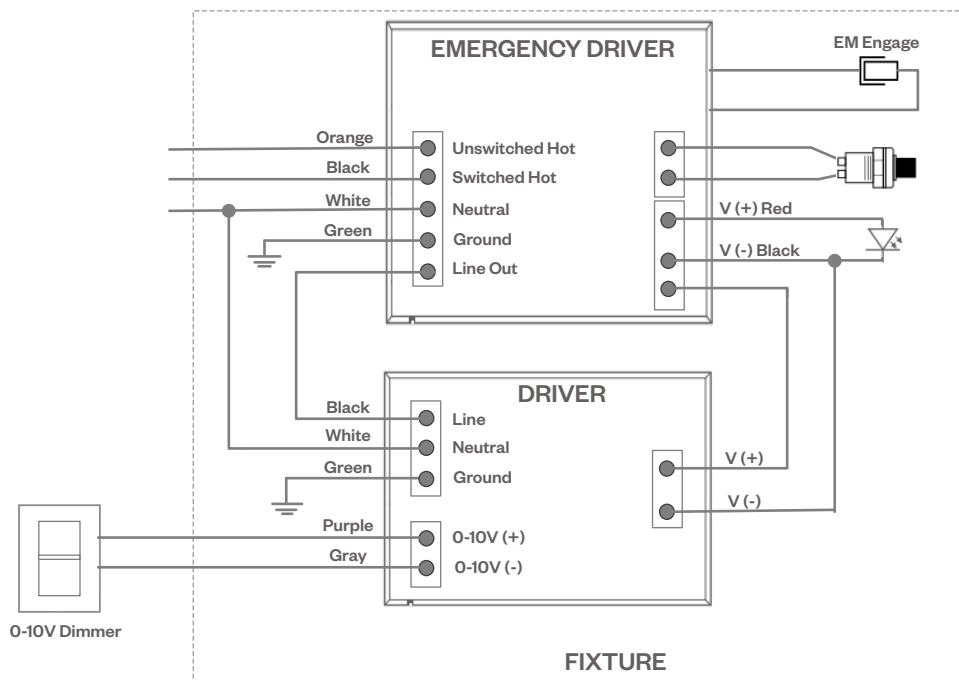 EMERGENCY DRIVER
EM Engage
Orange
Unswitched Hot
Black
Switched Hot
White
Neutral
V (+) Red
Green
Ground
V (-) Black
Line Out
DRIVER
Black
Line
White
Neutral
V (+)
Green
Ground
V (-)
Purple
0-10V (+)
Gray
0-10V (-)
0-10V Dimmer
FIXTURE